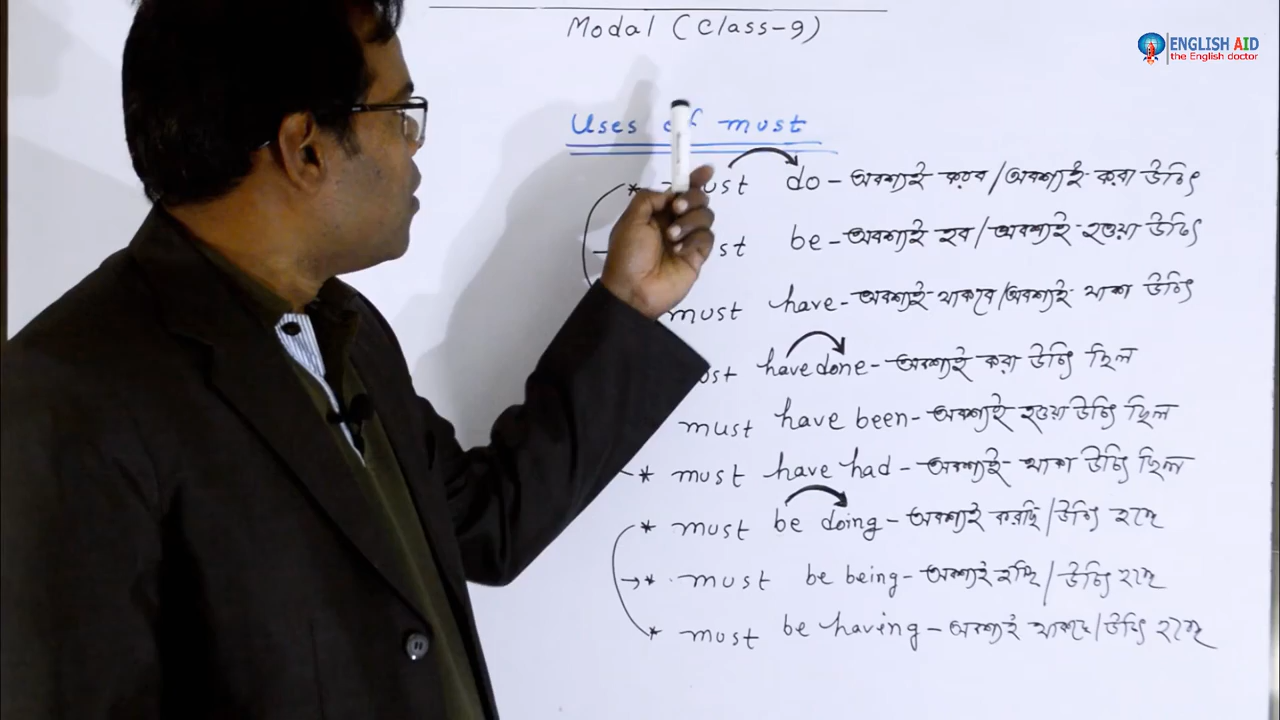 Modal (Class-9)
ENGLISH AID
the English doctor
Uses of must
* must do - অবশ্যই করব / অবশ্যই করা উচিৎ
must be - অবশ্যই হব / অবশ্যই হওয়া উচিৎ
must have - অবশ্যই থাকবে / অবশ্যই থাকা উচিৎ
must have done - অবশ্যই করা উচিৎ ছিল
must have been - অবশ্যই হওয়া উচিৎ ছিল
* must have had - অবশ্যই থাকা উচিৎ ছিল
* must be doing - অবশ্যই করছি / উচিৎ হচ্ছে
→* must be being - অবশ্যই হচ্ছি / উচিৎ হচ্ছে
* must be having - অবশ্যই থাকছে / উচিৎ হচ্ছে